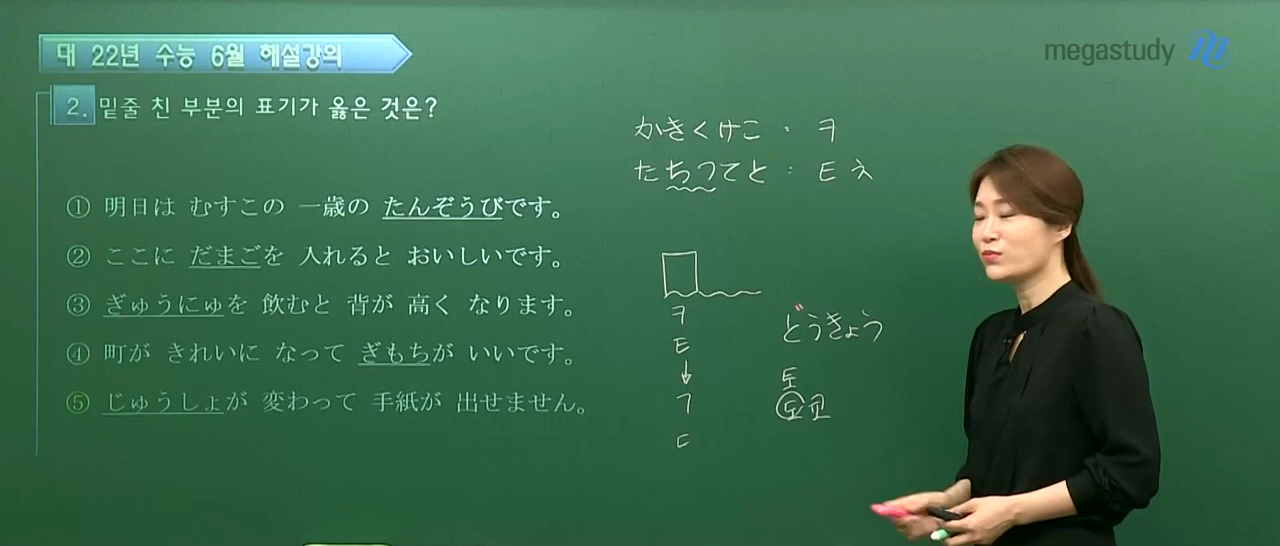 대 22년 수능 6월 해설강의
megastudy
2. 밑줄 친 부분의 표기가 옳은 것은?
① 明日は むすこの 一歳の たんぞうびです。
② ここに だまごを 入れると おいしいです。
③ ぎゅうにゅを 飲むと 背が 高く なります。
④ 町が きれいに なって ぎもちが いいです。
⑤ じゅうしょが 変わって 手紙が 出せません。
かきくけこ : ㅋ
たちつてと : ㅌ ㅊ
ㅋ
ㅌ
↓
ㄱ
ㄷ
どうきょう
토
도쿄